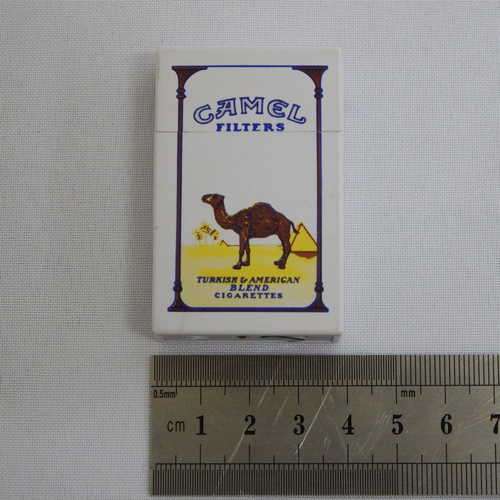 CAMEL
FILTERS
TURKISH & AMERICAN
BLEND
CIGARETTES
0.5mm mm
cm 1 2 3 4 5 6 7